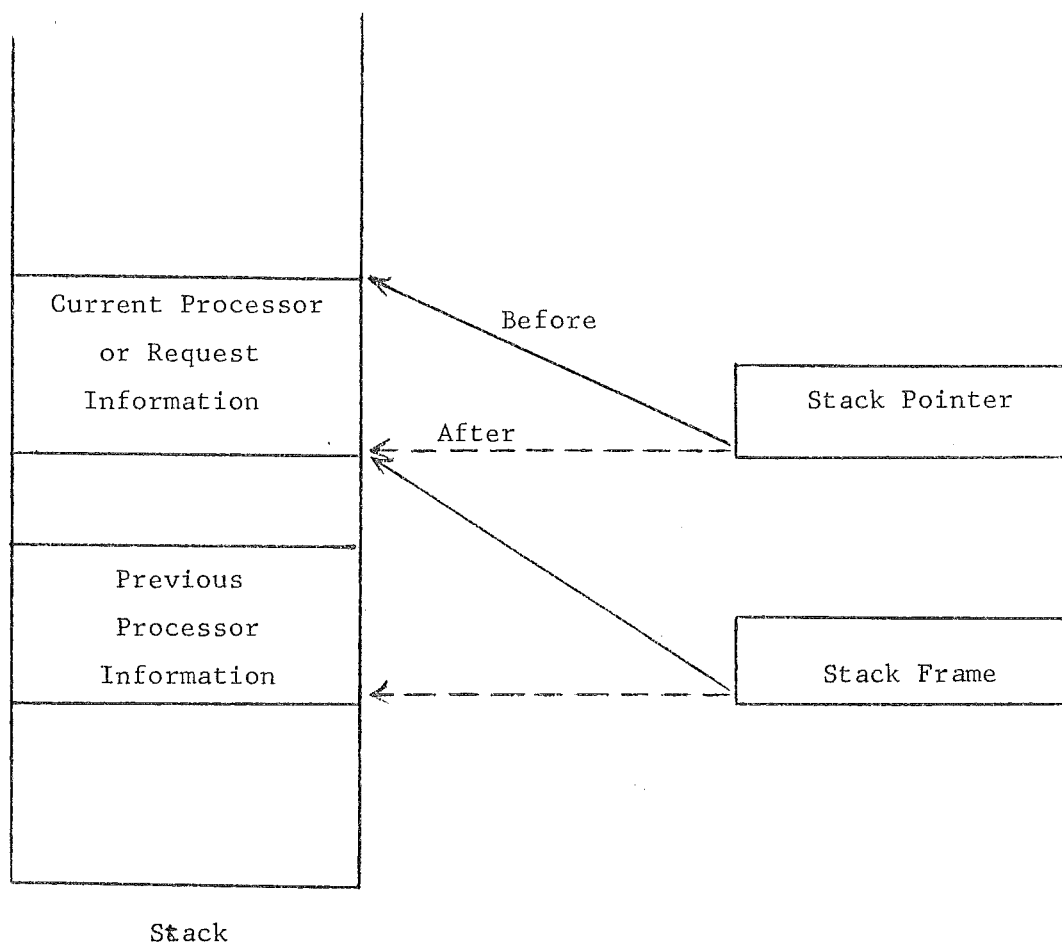 Current Processor
or Request
Information
Before
Stack Pointer
After
Previous
Processor
Information
Stack Frame
Stack